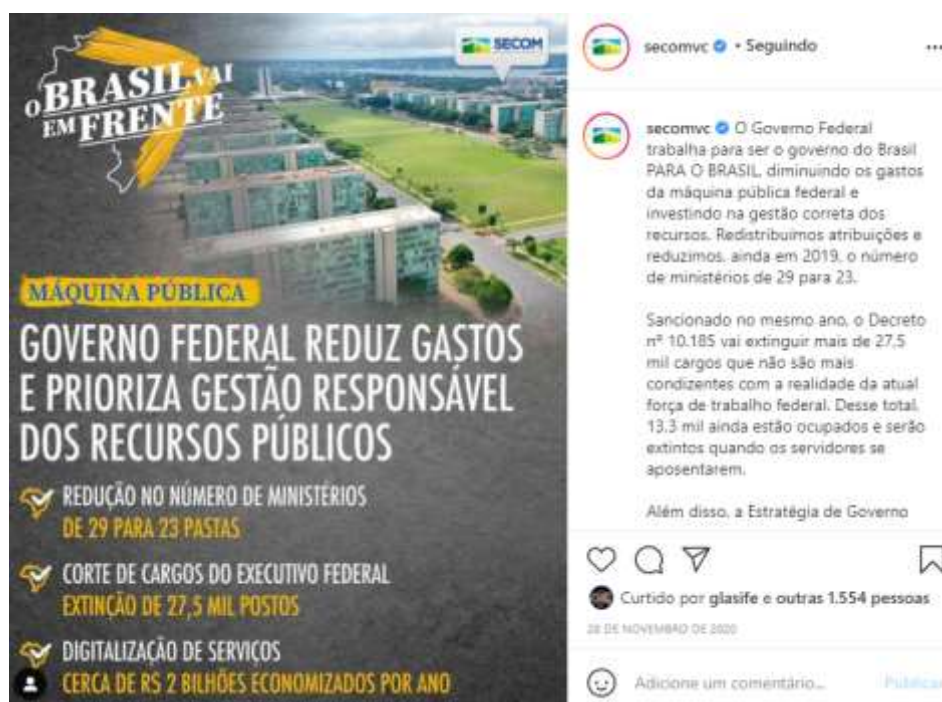 O BRASIL VAI
EM FRENTE
SECOM
MÁQUINA PÚBLICA
GOVERNO FEDERAL REDUZ GASTOS
E PRIORIZA GESTÃO RESPONSÁVEL
DOS RECURSOS PÚBLICOS
REDUÇÃO NO NÚMERO DE MINISTÉRIOS
DE 29 PARA 23 PASTAS
CORTE DE CARGOS DO EXECUTIVO FEDERAL
EXTINÇÃO DE 27,5 MIL POSTOS
DIGITALIZAÇÃO DE SERVIÇOS
CERCA DE R$ 2 BILHÕES ECONOMIZADOS POR ANO
secomvc • Seguindo
secomvc O Governo Federal
trabalha para ser o governo do Brasil
PARA O BRASIL, diminuindo os gastos
da máquina pública federal e
investindo na gestão correta dos
recursos. Redistribuímos atribuições e
reduzimos, ainda em 2019, o número
de ministérios de 29 para 23.
Sancionado no mesmo ano, o Decreto
nº 10.185 vai extinguir mais de 27,5
mil cargos que não são mais
condizentes com a realidade da atual
força de trabalho federal. Desse total,
13,3 mil ainda estão ocupados e serão
extintos quando os servidores se
aposentarem.
Além disso, a Estratégia de Governo
Curtido por glasife e outras 1.554 pessoas
28 DE NOVEMBRO DE 2020
Adicione um comentário...
Publicar